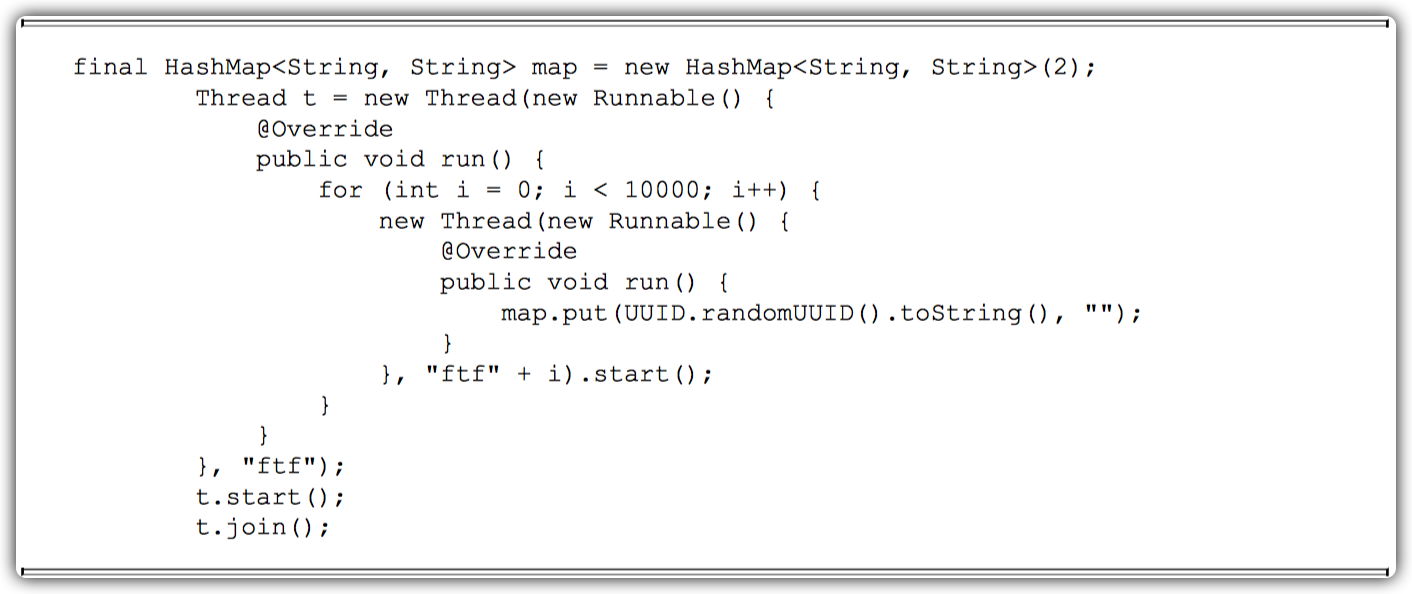 final HashMap<String, String> map = new HashMap<String, String>(2);
Thread t = new Thread(new Runnable() {
@Override
public void run() {
for (int i = 0; i < 10000; i++) {
new Thread(new Runnable() {
@Override
public void run() {
map.put(UUID.randomUUID().toString(), "");
}
}, "ftf" + i).start();
}
}
}, "ftf");
t.start();
t.join();